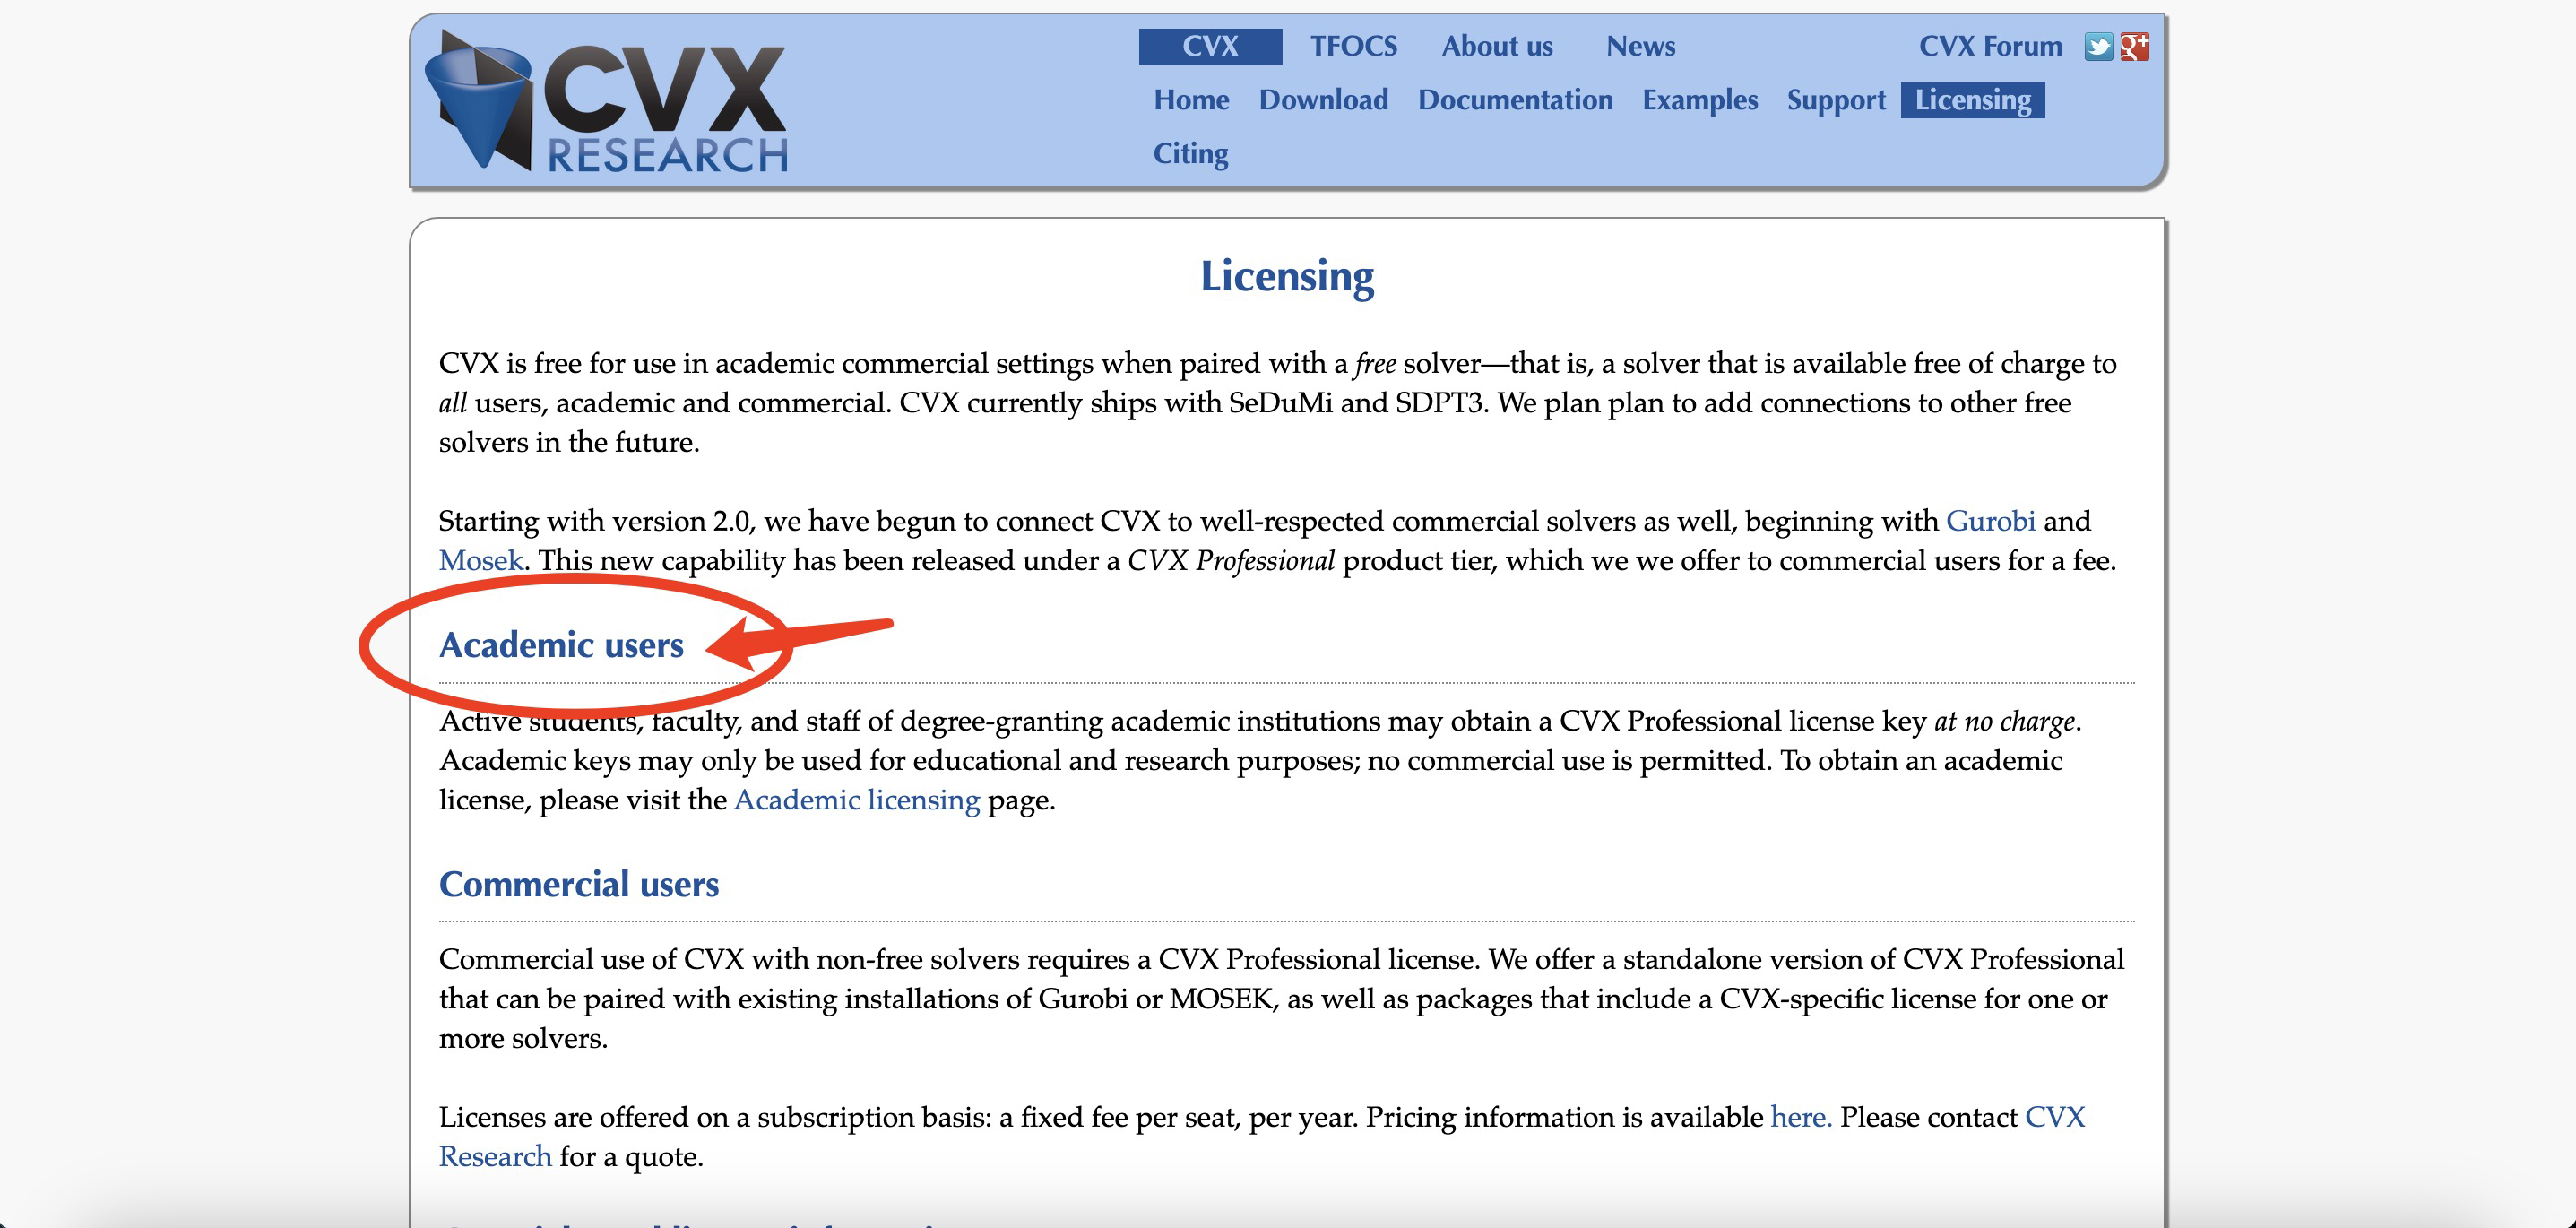 CVX
RESEARCH
CVX TFOCS About us News CVX Forum
Home Download Documentation Examples Support Licensing
Citing
Licensing
CVX is free for use in academic commercial settings when paired with a free solver—that is, a solver that is available free of charge to
all users, academic and commercial. CVX currently ships with SeDuMi and SDPT3. We plan plan to add connections to other free
solvers in the future.
Starting with version 2.0, we have begun to connect CVX to well-respected commercial solvers as well, beginning with Gurobi and
Mosek. This new capability has been released under a CVX Professional product tier, which we we offer to commercial users for a fee.
Academic users
Active students, faculty, and staff of degree-granting academic institutions may obtain a CVX Professional license key at no charge.
Academic keys may only be used for educational and research purposes; no commercial use is permitted. To obtain an academic
license, please visit the Academic licensing page.
Commercial users
Commercial use of CVX with non-free solvers requires a CVX Professional license. We offer a standalone version of CVX Professional
that can be paired with existing installations of Gurobi or MOSEK, as well as packages that include a CVX-specific license for one or
more solvers.
Licenses are offered on a subscription basis: a fixed fee per seat, per year. Pricing information is available here. Please contact CVX
Research for a quote.